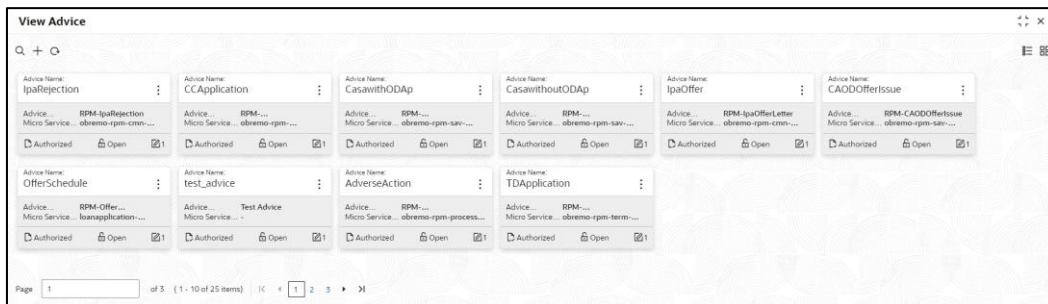 View Advice
Advice Name:
IpaRejection
Advice... RPM-IpaRejection
Micro Service... obremo-rpm-cmn-...
Authorized Open 1
Advice Name:
CCApplication
Advice... RPM-...
Micro Service... obremo-rpm-...
Authorized Open 1
Advice Name:
CasawithODAp
Advice... RPM-...
Micro Service... obremo-rpm-sav-...
Authorized Open 1
Advice Name:
CasawithoutODAp
Advice... RPM-...
Micro Service... obremo-rpm-sav-...
Authorized Open 1
Advice Name:
IpaOffer
Advice... RPM-IpaOfferLetter
Micro Service... obremo-rpm-cmn-...
Authorized Open 1
Advice Name:
CAODOfferIssue
Advice... RPM-CAODOfferIssue
Micro Service... obremo-rpm-sav-...
Authorized Open 1
Advice Name:
OfferSchedule
Advice... RPM-Offer...
Micro Service... loanapplication-...
Authorized Open 1
Advice Name:
test_advice
Advice... Test Advice
Micro Service... -
Authorized Open 1
Advice Name:
AdverseAction
Advice... RPM-...
Micro Service... obremo-rpm-process...
Authorized Open 1
Advice Name:
TDApplication
Advice... RPM-...
Micro Service... obremo-rpm-term-...
Authorized Open 1
Page 1 of 3 (1 - 10 of 25 items) 1 2 3